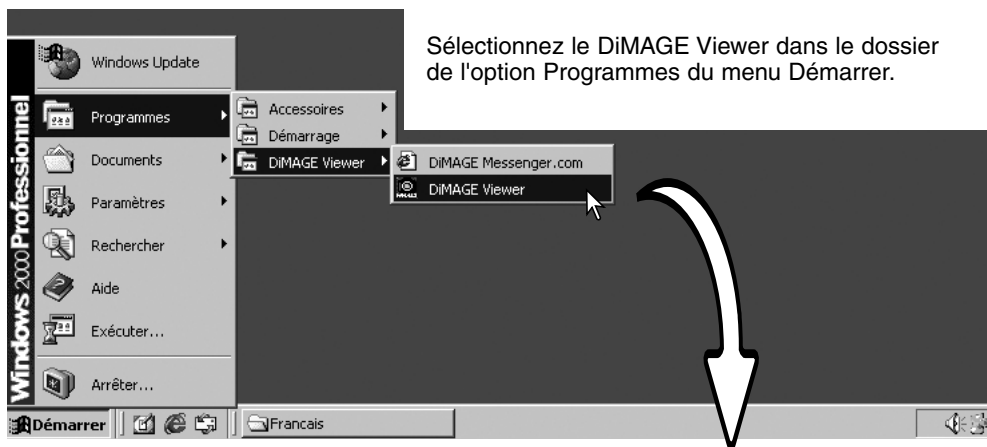 Sélectionnez le DiMAGE Viewer dans le dossier
de l'option Programmes du menu Démarrer.
Windows 2000 Professionnel
Windows Update
Programmes
Documents
Paramètres
Rechercher
Aide
Exécuter...
Arrêter...
Accessoires
Démarrage
DiMAGE Viewer
DiMAGE Messenger.com
DiMAGE Viewer
Démarrer
Francais